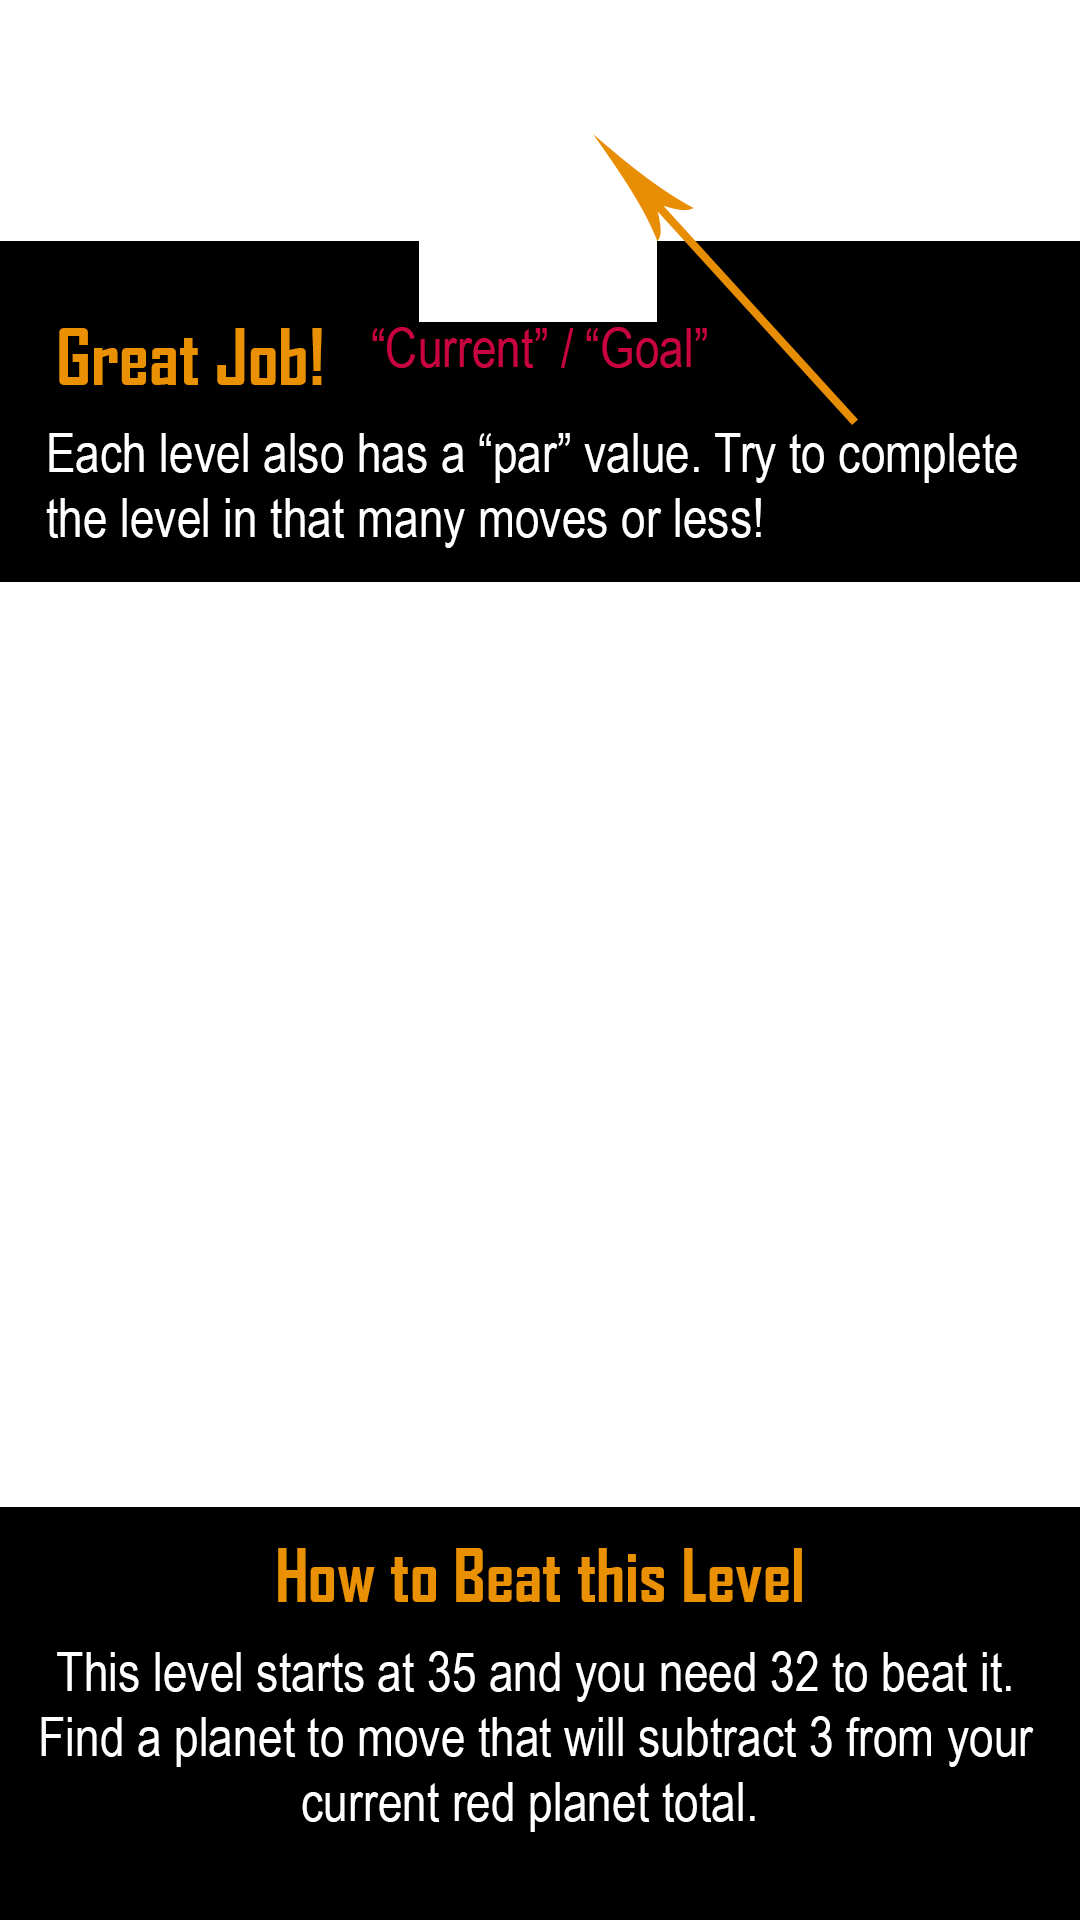 Great Job!
“Current” / “Goal”
Each level also has a “par” value. Try to complete
the level in that many moves or less!
How to Beat this Level
This level starts at 35 and you need 32 to beat it.
Find a planet to move that will subtract 3 from your
current red planet total.